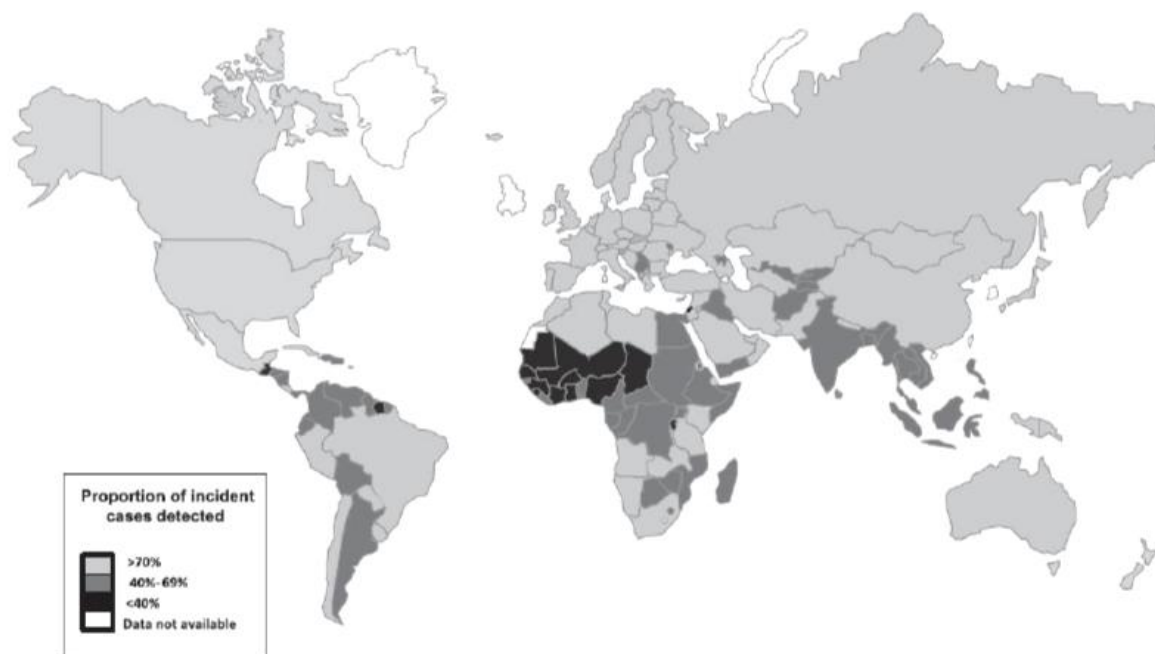 Proportion of incident
cases detected
>70%
40%-69%
<40%
Data not available